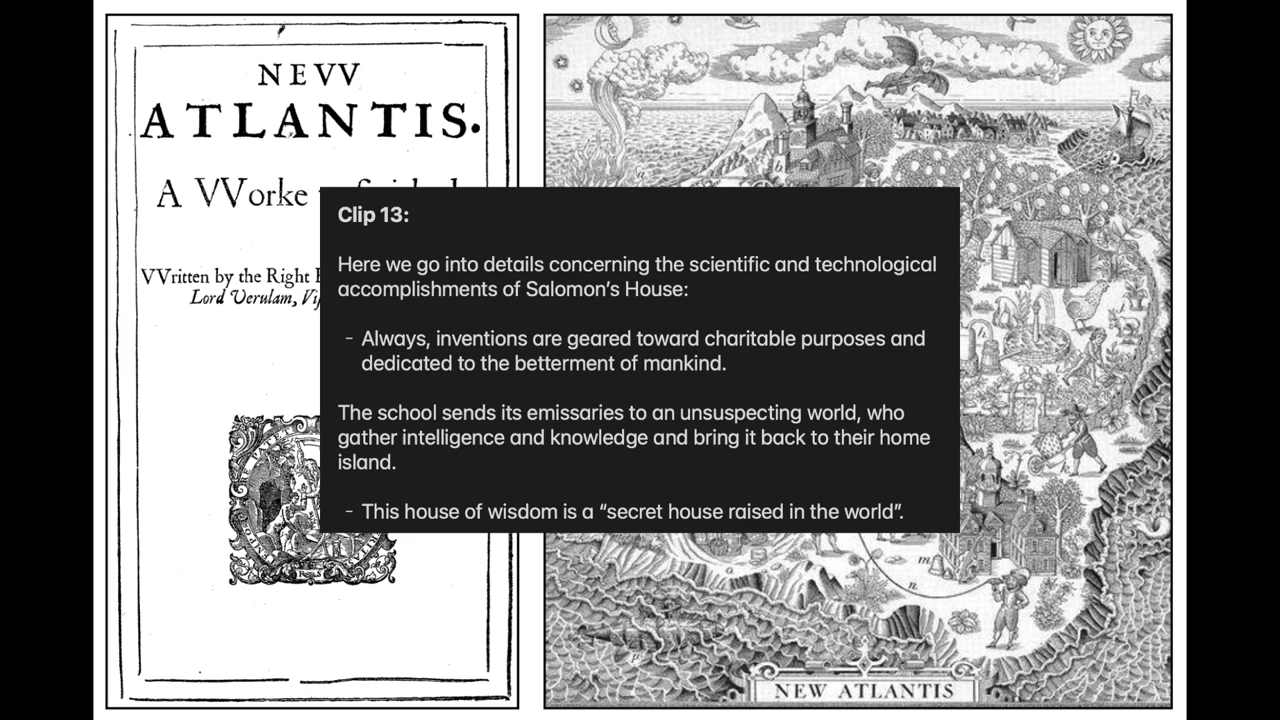 NEVV
ATLANTIS.
A VVorke
VVritten by the Right
Lord Verulam,
Clip 13:
Here we go into details concerning the scientific and technological
accomplishments of Salomon's House:
- Always, inventions are geared toward charitable purposes and
dedicated to the betterment of mankind.
The school sends its emissaries to an unsuspecting world, who
gather intelligence and knowledge and bring it back to their home
island.
- This house of wisdom is a “secret house raised in the world”.
NEW ATLANTIS